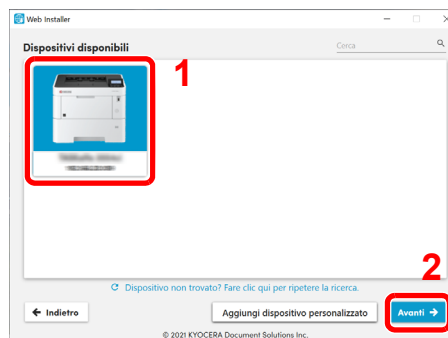 Web Installer
Dispositivi disponibili
Cerca
1
Dispositivo non trovato? Fare clic qui per ripetere la ricerca.
2
Indietro
Aggiungi dispositivo personalizzato
Avanti
© 2021 KYOCERA Document Solutions Inc.